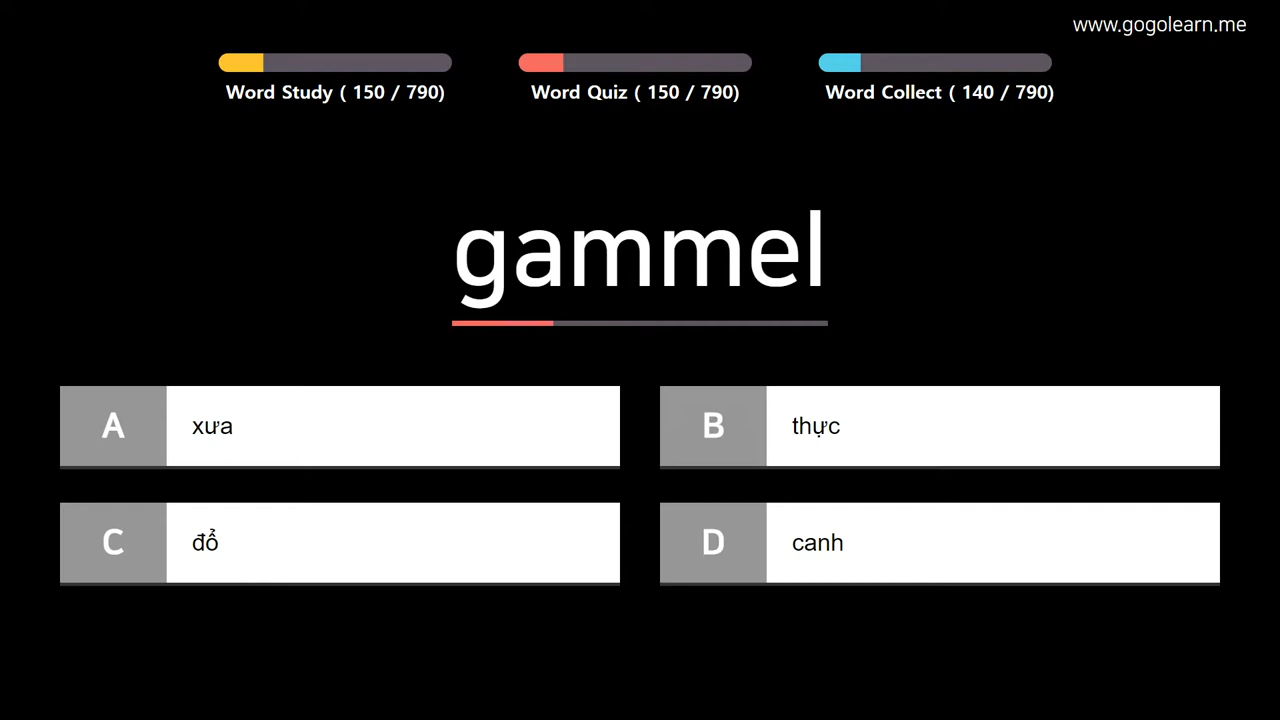 www.gogolearn.me
Word Study ( 150 / 790)
Word Quiz ( 150 / 790)
Word Collect ( 140 / 790)
gammel
A xưa
B thực
C đổ
D canh